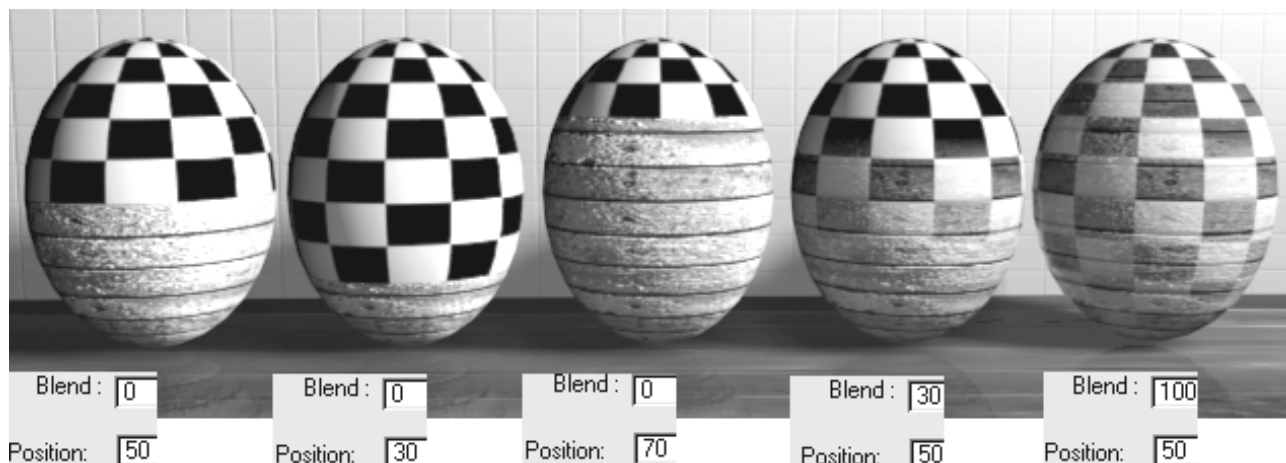 Blend : 0
Position: 50
Blend : 0
Position: 30
Blend : 0
Position: 70
Blend : 30
Position: 50
Blend : 100
Position: 50